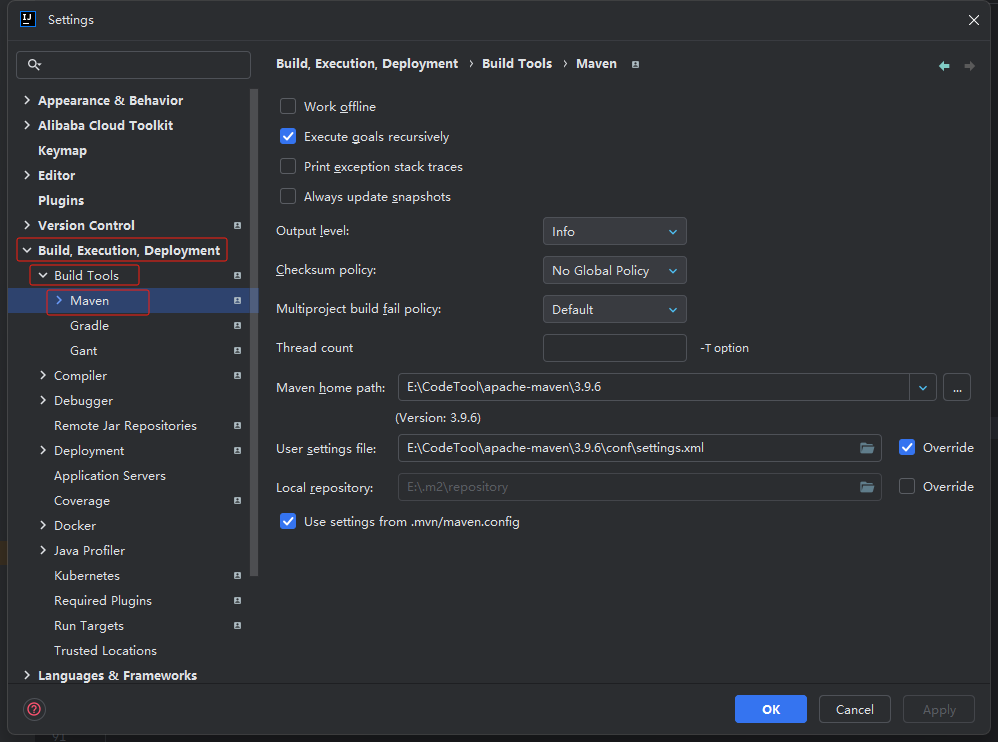 IJ
Settings
Build, Execution, Deployment › Build Tools › Maven
Appearance & Behavior
Alibaba Cloud Toolkit
Keymap
Editor
Plugins
Version Control
Build, Execution, Deployment
Build Tools
Maven
Gradle
Gant
Compiler
Debugger
Remote Jar Repositories
Deployment
Application Servers
Coverage
Docker
Java Profiler
Kubernetes
Required Plugins
Run Targets
Trusted Locations
Languages & Frameworks
Work offline
Execute goals recursively
Print exception stack traces
Always update snapshots
Output level: Info
Checksum policy: No Global Policy
Multiproject build fail policy: Default
Thread count -T option
Maven home path: E:\CodeTool\apache-maven\3.9.6 ...
(Version: 3.9.6)
User settings file: E:\CodeTool\apache-maven\3.9.6\conf\settings.xml Override
Local repository: E:\.m2\repository Override
Use settings from .mvn/maven.config
? OK Cancel Apply
91